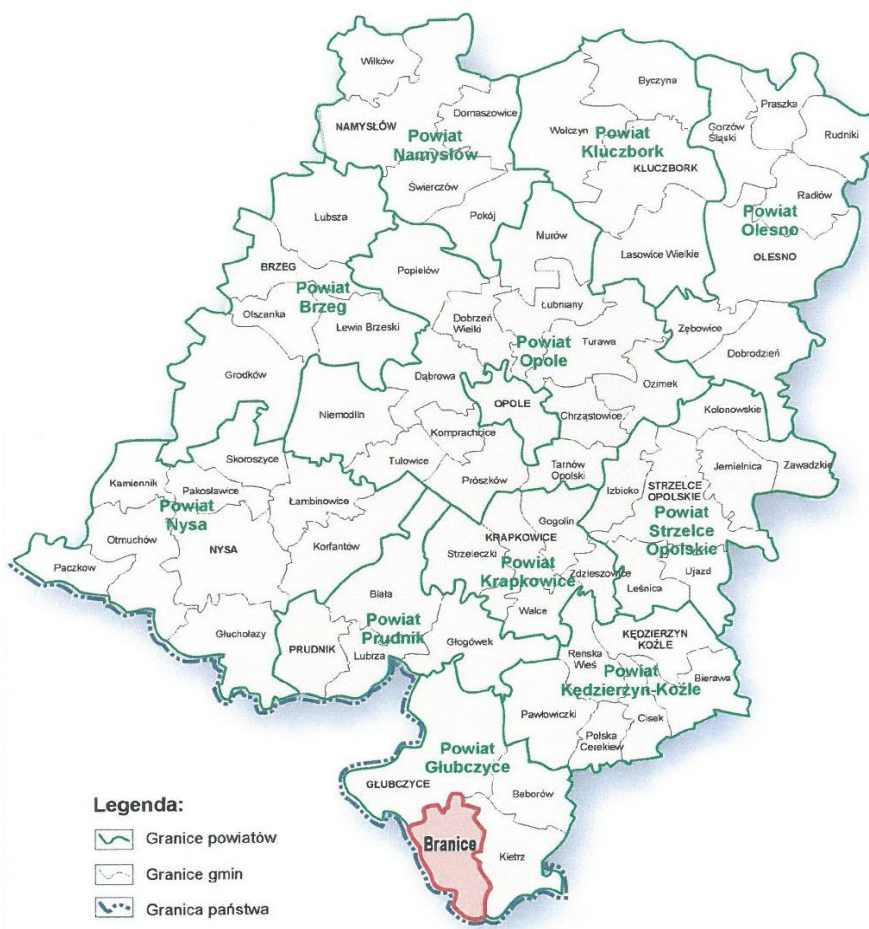 Wilków
Byczyna
Praszka
Domaszowice
NAMYSŁÓW
Powiat
Namysłów
Wołczyn
Powiat
Kluczbork
Gorzów
Śląski
Rudniki
KLUCZBORK
Świerczów
Radłów
Lubsza
Pokój
Powiat
Olesno
Murów
Lasowice Wielkie
OLESNO
BRZEG
Popielów
Powiat
Brzeg
Olszanka
Lewin Brzeski
Dobrzeń
Wielki
Łubniany
Powiat
Opole
Turawa
Zębowice
Dobrodzień
Grodków
Dąbrowa
Ozimek
Niemodlin
OPOLE
Chrząstowice
Kolonowskie
Komprachcice
Skoroszyce
Tułowice
Tarnów
Opolski
Jemielnica
Zawadzkie
Kamiennik
Pakosławice
Powiat
Nysa
Łambinowice
Prószków
Izbicko
STRZELCE
OPOLSKIE
Powiat
Strzelce
Opolskie
Otmuchów
NYSA
Korfantów
Gogolin
KRAPKOWICE
Strzeleczki
Powiat
Krapkowice
Zdzieszowice
Ujazd
Leśnica
Paczków
Biała
Walce
Głuchołazy
PRUDNIK
Powiat
Prudnik
Lubrza
Głogówek
KĘDZIERZYN
KOŹLE
Reńska
Wieś
Powiat
Kędzierzyn-Koźle
Bierawa
Pawłowiczki
Cisek
Polska
Cerekiew
Powiat
Głubczyce
GŁUBCZYCE
Baborów
Branice
Kietrz
Legenda:
Granice powiatów
Granice gmin
Granica państwa